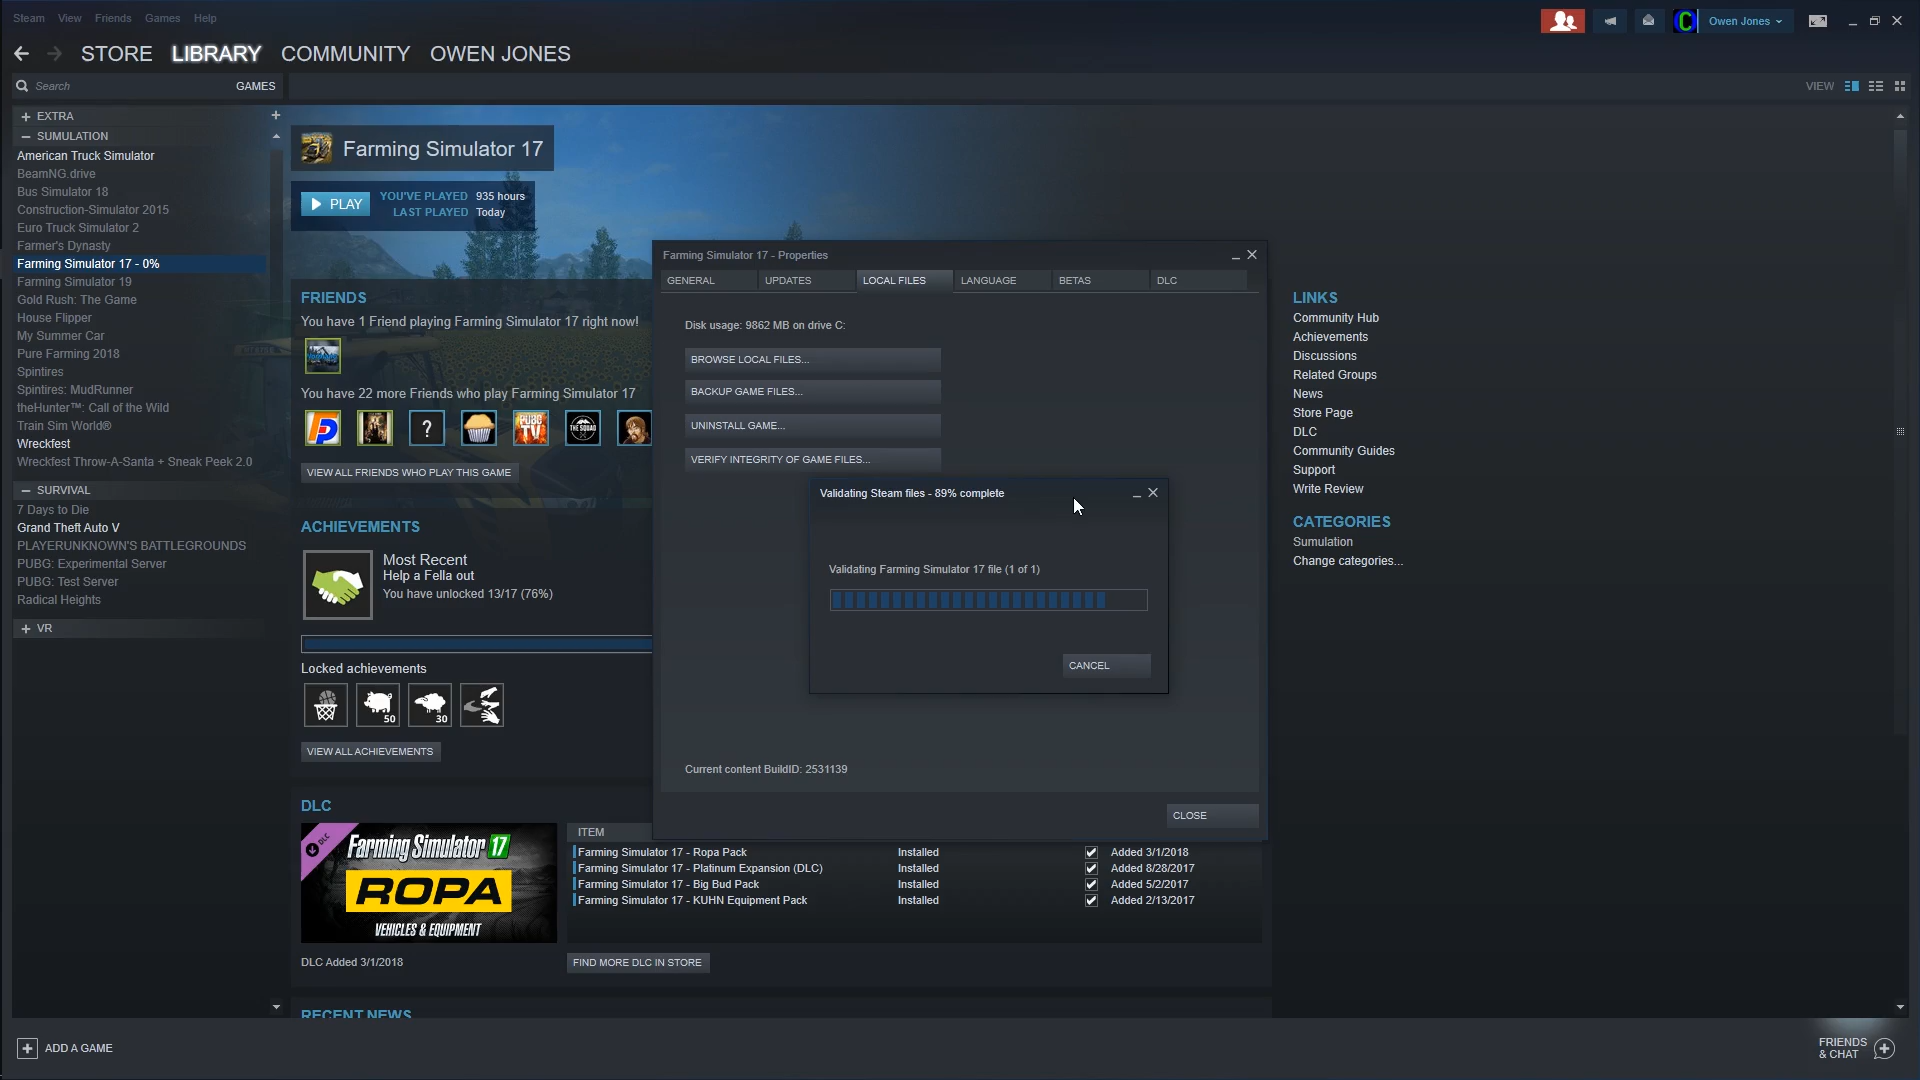 Steam View Friends Games Help
Owen Jones
STORE LIBRARY COMMUNITY OWEN JONES
Search GAMES
VIEW
+ EXTRA +
– SUMULATION
American Truck Simulator
BeamNG.drive
Bus Simulator 18
Construction-Simulator 2015
Euro Truck Simulator 2
Farmer's Dynasty
Farming Simulator 17 - 0%
Farming Simulator 19
Gold Rush: The Game
House Flipper
My Summer Car
Pure Farming 2018
Spintires
Spintires: MudRunner
theHunter™: Call of the Wild
Train Sim World®
Wreckfest
Wreckfest Throw-A-Santa + Sneak Peek 2.0
– SURVIVAL
7 Days to Die
Grand Theft Auto V
PLAYERUNKNOWN'S BATTLEGROUNDS
PUBG: Experimental Server
PUBG: Test Server
Radical Heights
+ VR
Farming Simulator 17
PLAY
YOU'VE PLAYED 935 hours
LAST PLAYED Today
FRIENDS
You have 1 Friend playing Farming Simulator 17 right now!
You have 22 more Friends who play Farming Simulator 17
?
PUBG TV
THE SQUAD
VIEW ALL FRIENDS WHO PLAY THIS GAME
ACHIEVEMENTS
Most Recent
Help a Fella out
You have unlocked 13/17 (76%)
Locked achievements
50
30
VIEW ALL ACHIEVEMENTS
DLC
DLC
Farming Simulator 17
ROPA
VEHICLES & EQUIPMENT
DLC Added 3/1/2018
ITEM
Farming Simulator 17 - Ropa Pack Installed Added 3/1/2018
Farming Simulator 17 - Platinum Expansion (DLC) Installed Added 8/28/2017
Farming Simulator 17 - Big Bud Pack Installed Added 5/2/2017
Farming Simulator 17 - KUHN Equipment Pack Installed Added 2/13/2017
FIND MORE DLC IN STORE
RECENT NEWS
Farming Simulator 17 - Properties
GENERAL UPDATES LOCAL FILES LANGUAGE BETAS DLC
Disk usage: 9862 MB on drive C:
BROWSE LOCAL FILES...
BACKUP GAME FILES...
UNINSTALL GAME...
VERIFY INTEGRITY OF GAME FILES...
Validating Steam files - 89% complete
Validating Farming Simulator 17 file (1 of 1)
CANCEL
Current content BuildID: 2531139
CLOSE
LINKS
Community Hub
Achievements
Discussions
Related Groups
News
Store Page
DLC
Community Guides
Support
Write Review
CATEGORIES
Sumulation
Change categories...
+ ADD A GAME
FRIENDS
& CHAT